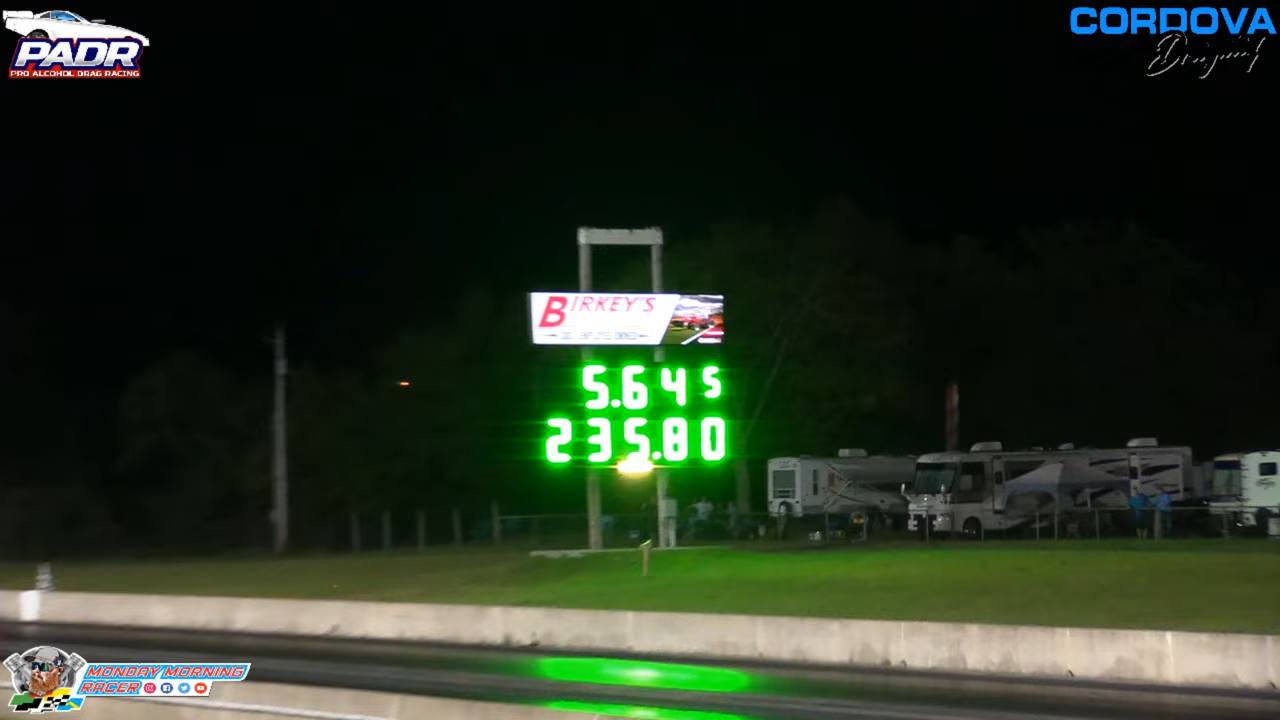 PADR
PRO ALCOHOL DRAG RACING
CORDOVA
BIRKEY'S
5.645
235.80
MONDAY MORNING
RACER